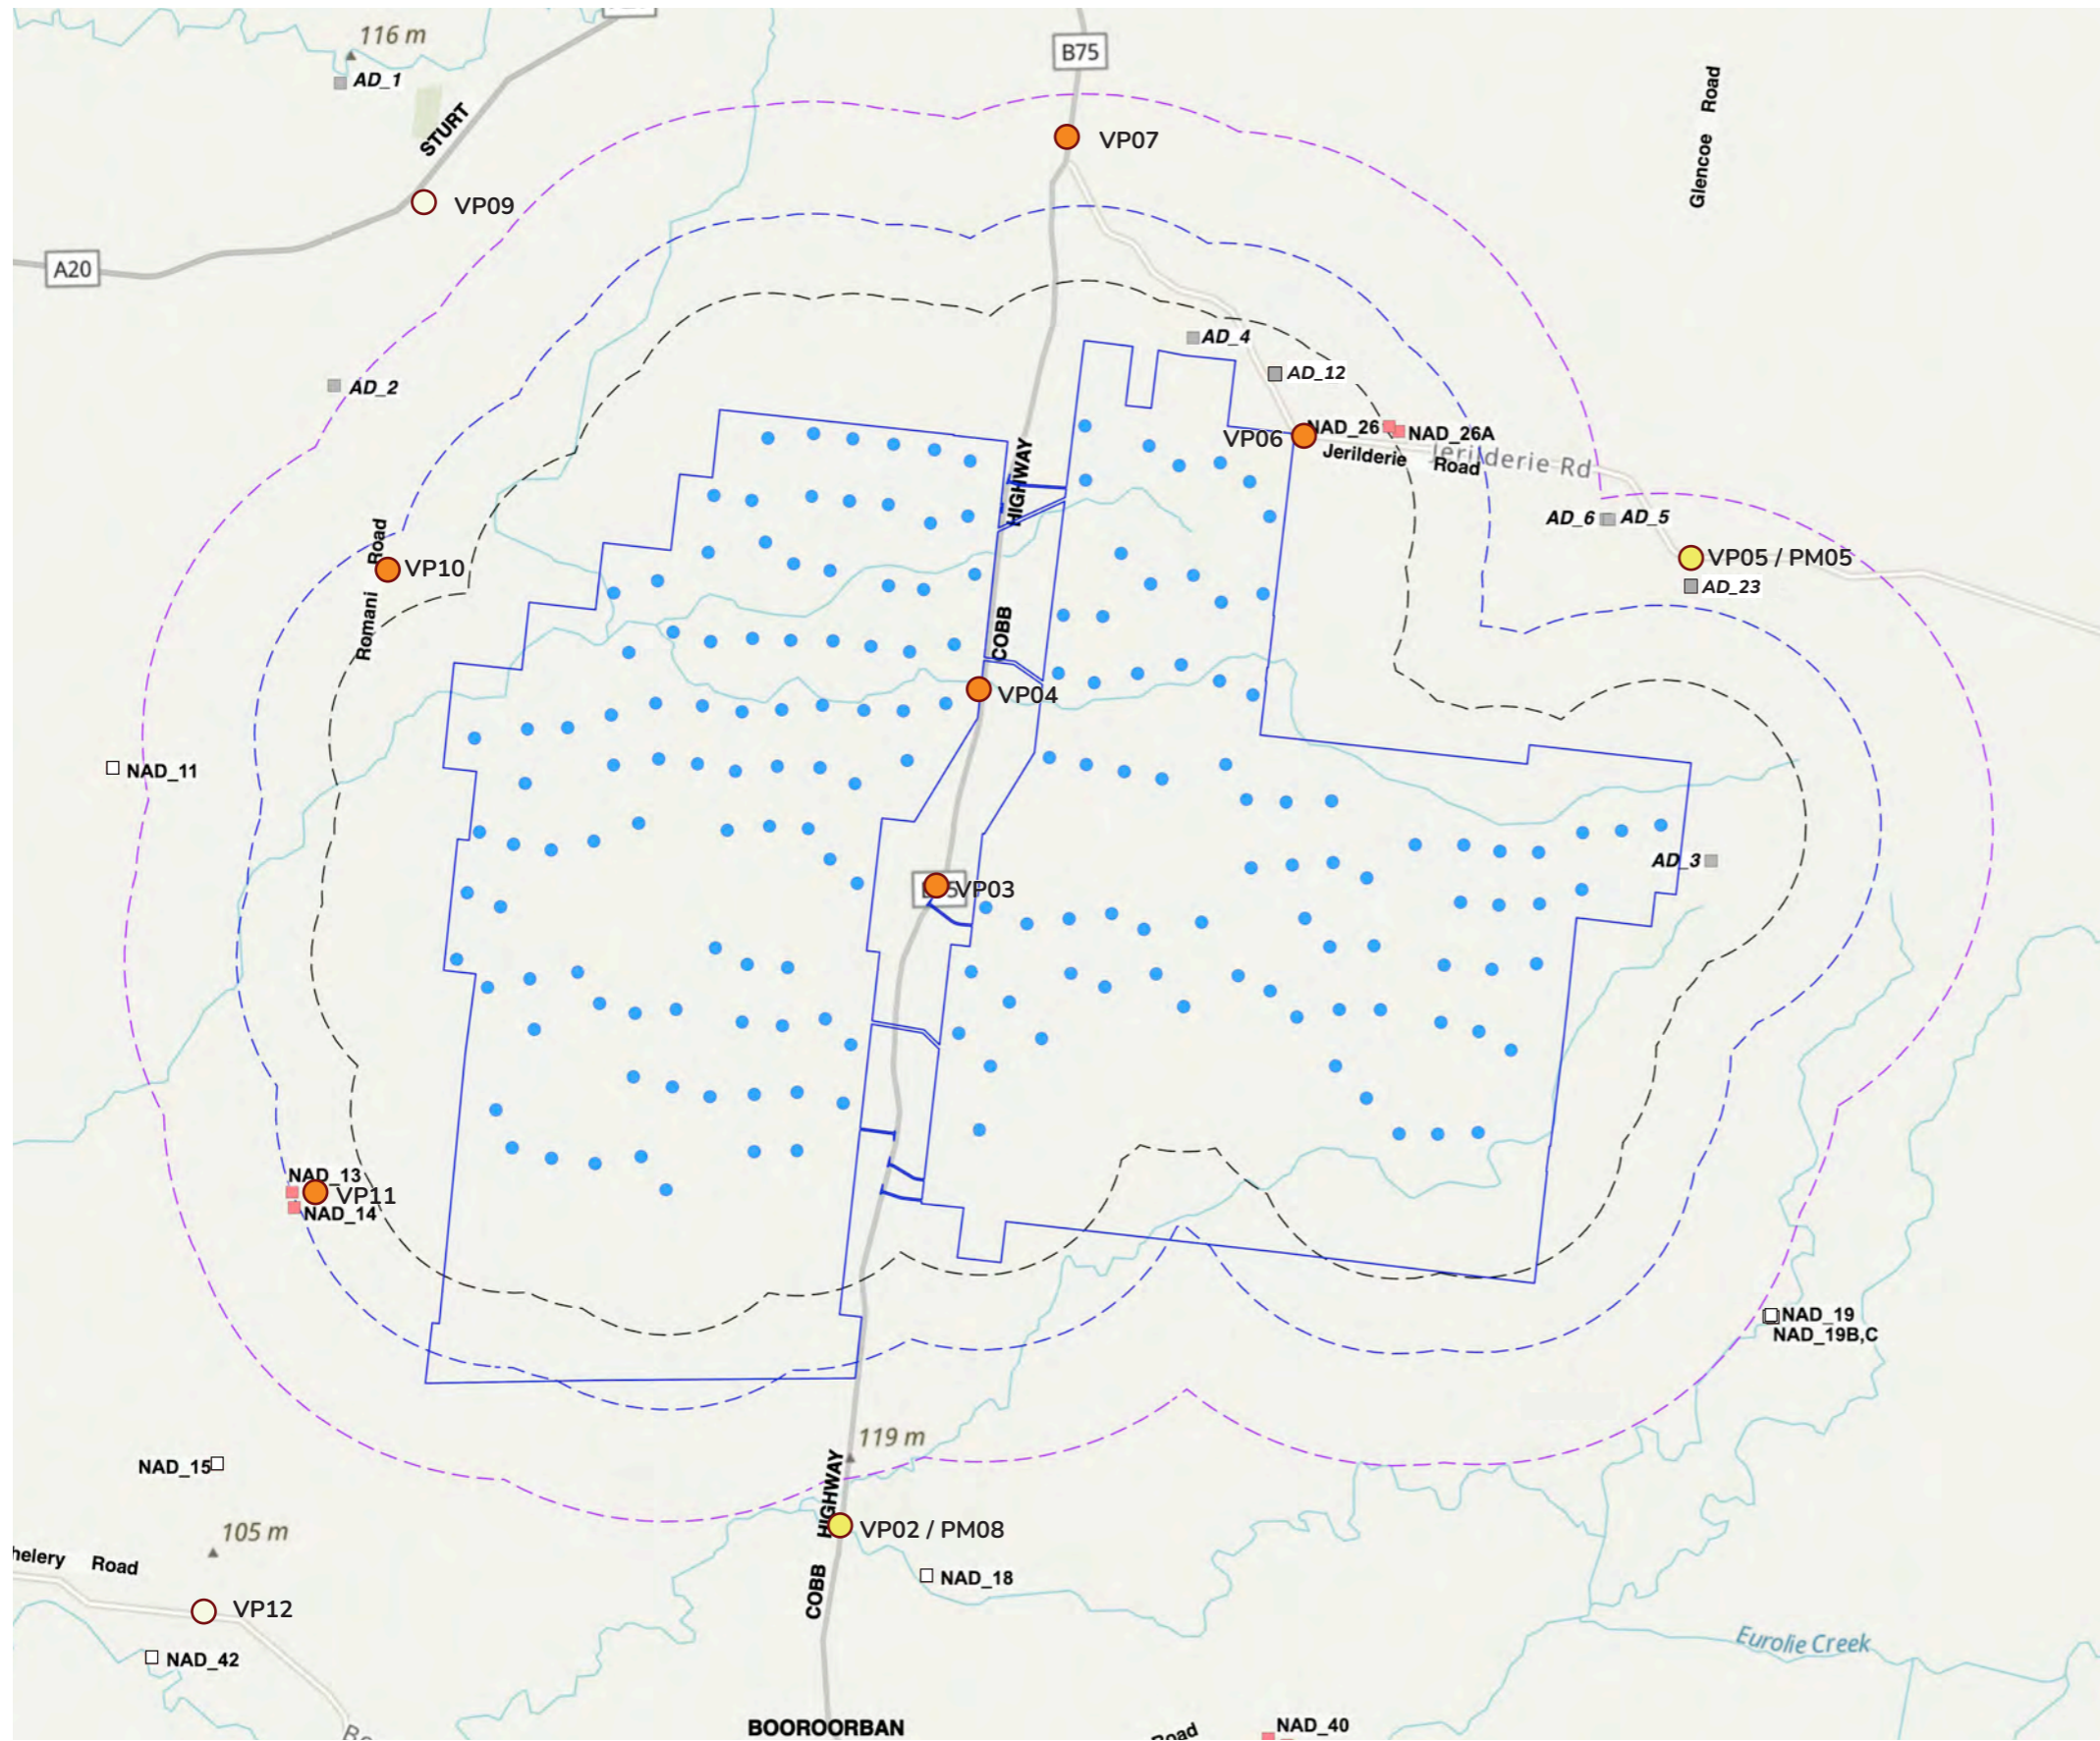 116 m
AD_1
B75
VP07
STURT
Glencoe Road
VP09
A20
AD_2
AD_4
AD_12
NAD_26
NAD_26A
VP06
Jerilderie Road
Jerilderie Rd
HIGHWAY
AD_6
AD_5
VP05 / PM05
AD_23
Romani Road
VP10
COBB
VP04
NAD_11
AD_3
VP03
NAD_13
VP11
NAD_14
NAD_19
NAD_19B,C
119 m
NAD_15
HIGHWAY
VP02 / PM08
105 m
Road
NAD_18
COBB
VP12
Eurolie Creek
NAD_42
BOOROORBAN
Road
NAD_40